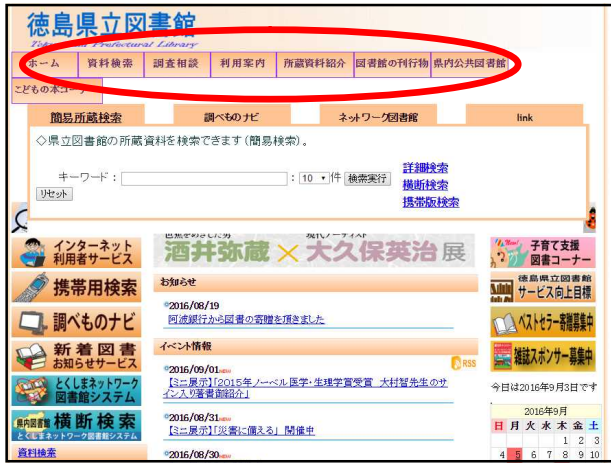 徳島県立図書館
Tokushima Prefectural Library
ホーム 資料検索 調査相談 利用案内 所蔵資料紹介 図書館の刊行物 県内公共図書館
こどもの本コーナー
簡易所蔵検索 調べものナビ ネットワーク図書館 link
◇県立図書館の所蔵資料を検索できます(簡易検索)。
キーワード: : 10 件 検索実行 詳細検索
リセット 横断検索
携帯版検索
インターネット
利用者サービス
携帯用検索
調べものナビ
新着図書
お知らせサービス
とくしまネットワーク
図書館システム
県内図書館 横断検索
とくしまネットワーク図書館システム
資料検索
世界をめざした男 現代アーティスト
酒井弥蔵×大久保英治展
お知らせ
2016/08/19
阿波銀行から図書の寄贈を頂きました
イベント情報
RSS
2016/09/01 NEW
【ミニ展示】「2015年ノーベル医学・生理学賞受賞 大村智先生のサ
イン入り著書御紹介」
2016/08/31 NEW
【ミニ展示】「災害に備える」開催中
2016/08/30 NEW
New! 子育て支援
図書コーナー
徳島県立図書館
サービス向上目標
ベストセラー寄贈募集中
雑誌スポンサー募集中
今日は2016年9月3日です
2016年9月
日 月 火 水 木 金 土
1 2 3
4 5 6 7 8 9 10